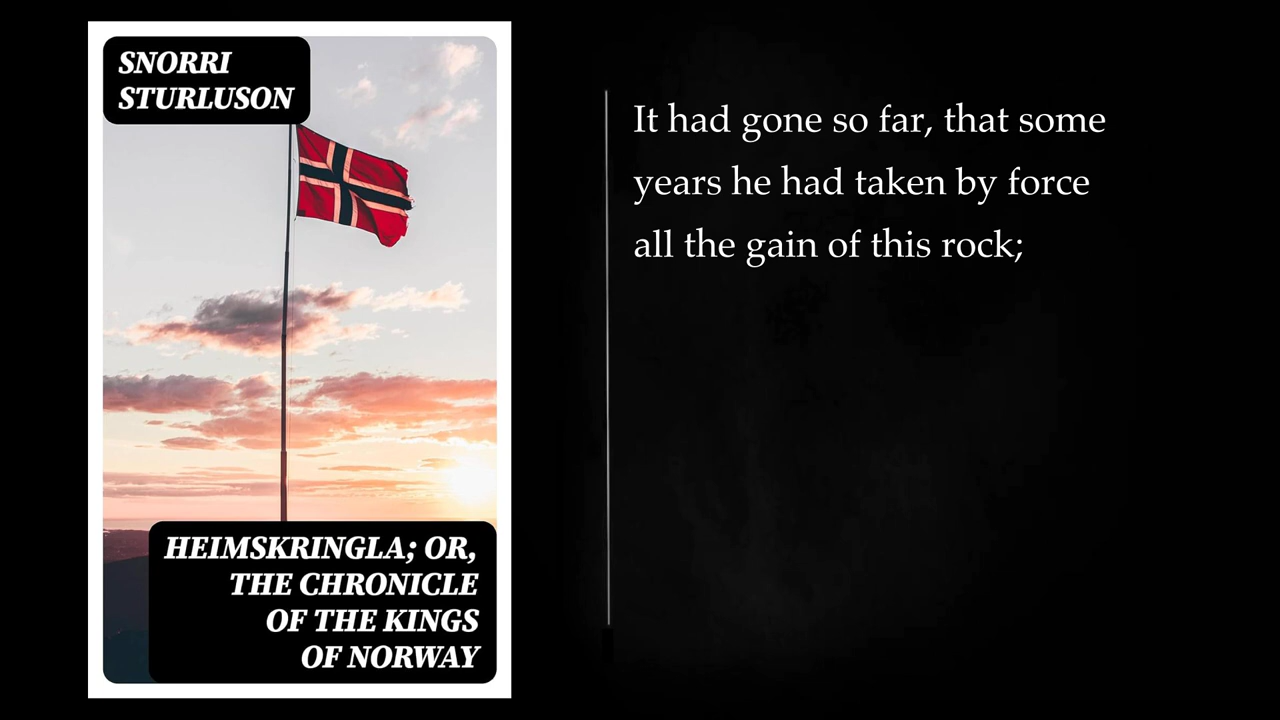 SNORRI
STURLUSON
HEIMSKRINGLA; OR,
THE CHRONICLE
OF THE KINGS
OF NORWAY
It had gone so far, that some
years he had taken by force
all the gain of this rock;